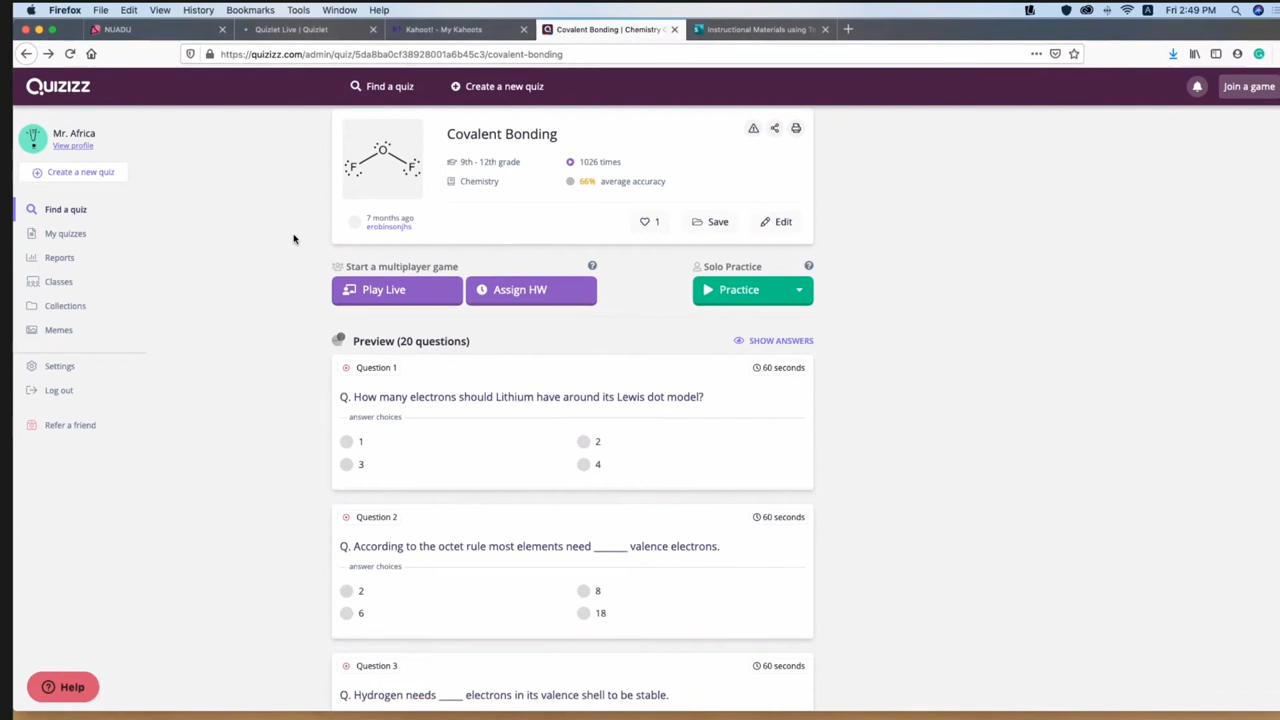 Firefox File Edit View History Bookmarks Tools Window Help Fri 2:49 PM
NUADU Quizlet Live | Quizlet Kahoot! - My Kahoots Covalent Bonding | Chemistry Instructional Materials using T
https://quizizz.com/admin/quiz/5da8ba0cf38928001a6b45c3/covalent-bonding
QUIZIZZ Find a quiz Create a new quiz Join a game
Mr. Africa
View profile
Create a new quiz
Find a quiz
My quizzes
Reports
Classes
Collections
Memes
Settings
Log out
Refer a friend
Help
F O F
Covalent Bonding
9th - 12th grade 1026 times
Chemistry 66% average accuracy
7 months ago
erobinsonjhs
1 Save Edit
Start a multiplayer game Solo Practice
Play Live Assign HW Practice
Preview (20 questions) SHOW ANSWERS
Question 1 60 seconds
Q. How many electrons should Lithium have around its Lewis dot model?
answer choices
1 2
3 4
Question 2 60 seconds
Q. According to the octet rule most elements need ______ valence electrons.
answer choices
2 8
6 18
Question 3 60 seconds
Q. Hydrogen needs _____ electrons in its valence shell to be stable.